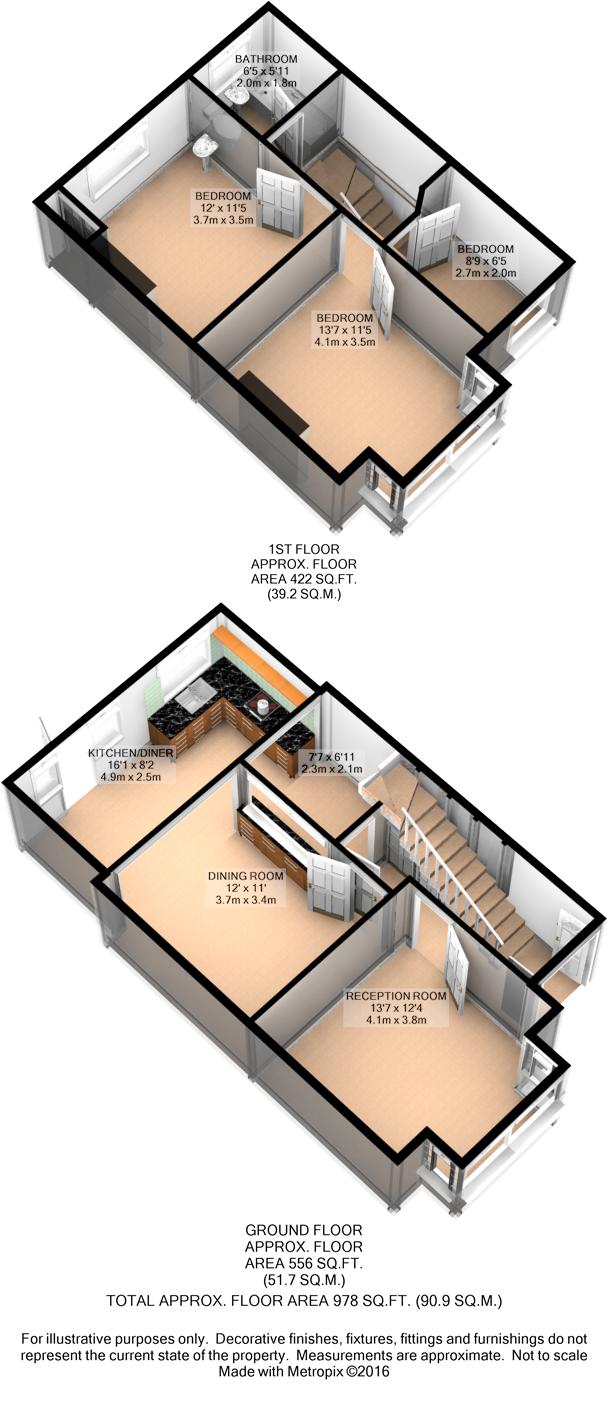 BATHROOM
6'5 x 5'11
2.0m x 1.8m
BEDROOM
12' x 11'5
3.7m x 3.5m
BEDROOM
8'9 x 6'5
2.7m x 2.0m
BEDROOM
13'7 x 11'5
4.1m x 3.5m
1ST FLOOR
APPROX. FLOOR
AREA 422 SQ.FT.
(39.2 SQ.M.)
KITCHEN/DINER
16'1 x 8'2
4.9m x 2.5m
7'7 x 6'11
2.3m x 2.1m
DINING ROOM
12' x 11'
3.7m x 3.4m
RECEPTION ROOM
13'7 x 12'4
4.1m x 3.8m
GROUND FLOOR
APPROX. FLOOR
AREA 556 SQ.FT.
(51.7 SQ.M.)
TOTAL APPROX. FLOOR AREA 978 SQ.FT. (90.9 SQ.M.)
For illustrative purposes only.  Decorative finishes, fixtures, fittings and furnishings do not
represent the current state of the property.  Measurements are approximate.  Not to scale
Made with Metropix ©2016